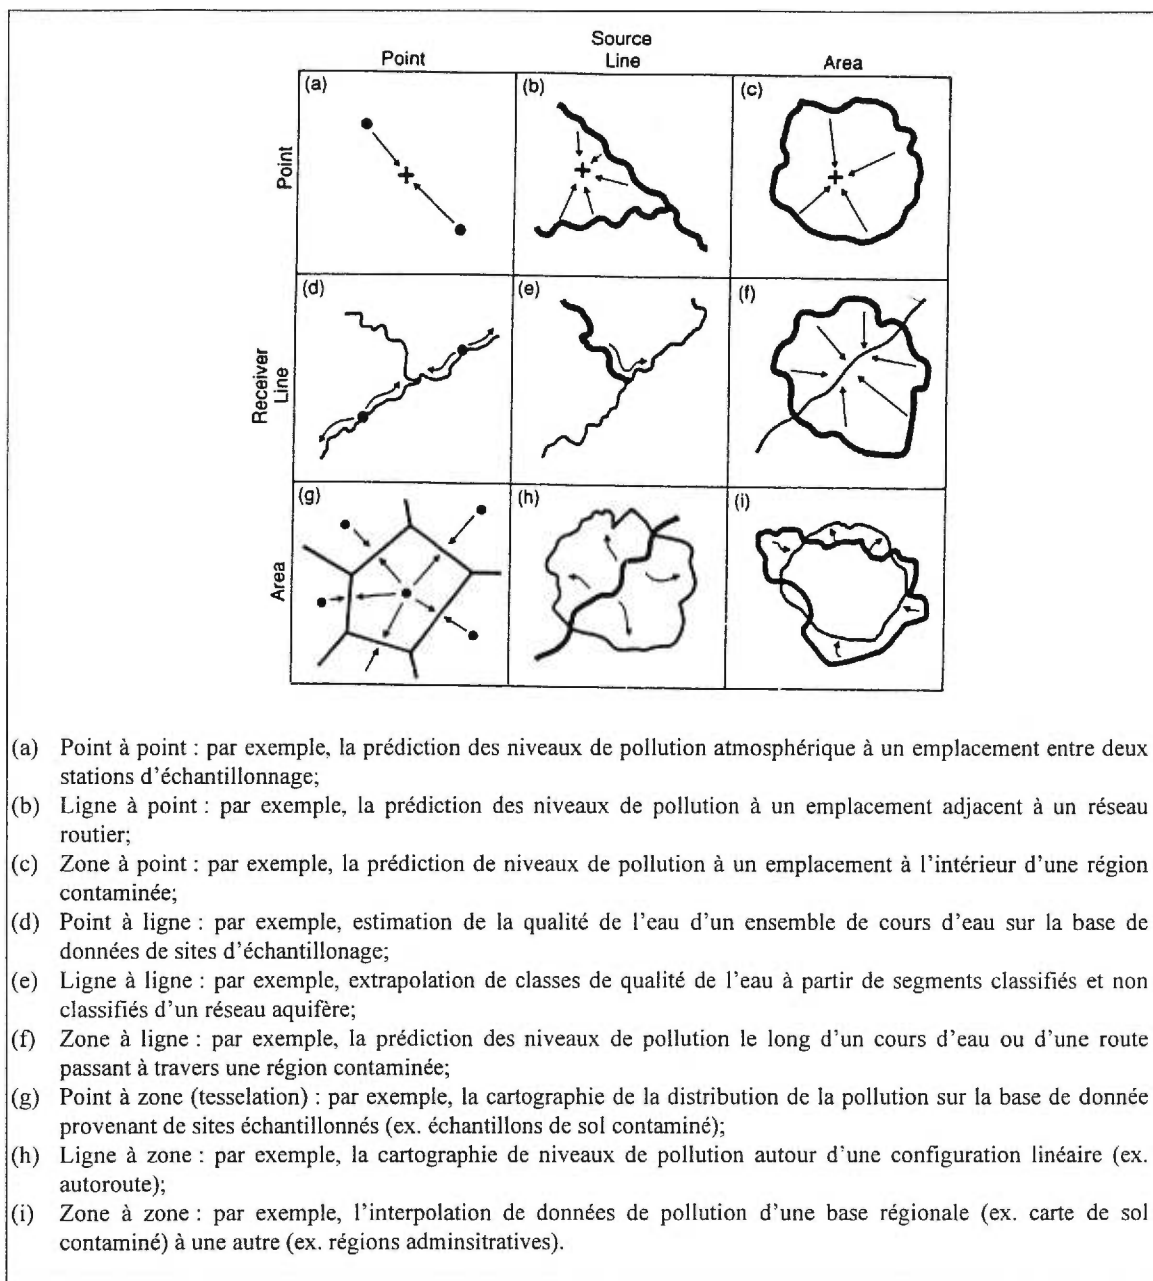 Source
Point Line Area
(a) (b) (c)
Point
(d) (e) (f)
Receiver
Line
(g) (h) (i)
Area
(a) Point à point : par exemple, la prédiction des niveaux de pollution atmosphérique à un emplacement entre deux
stations d'échantillonnage;
(b) Ligne à point : par exemple, la prédiction des niveaux de pollution à un emplacement adjacent à un réseau
routier;
(c) Zone à point : par exemple, la prédiction de niveaux de pollution à un emplacement à l'intérieur d'une région
contaminée;
(d) Point à ligne : par exemple, estimation de la qualité de l'eau d'un ensemble de cours d'eau sur la base de
données de sites d'échantillonage;
(e) Ligne à ligne : par exemple, extrapolation de classes de qualité de l'eau à partir de segments classifiés et non
classifiés d'un réseau aquifère;
(f) Zone à ligne : par exemple, la prédiction des niveaux de pollution le long d'un cours d'eau ou d'une route
passant à travers une région contaminée;
(g) Point à zone (tesselation) : par exemple, la cartographie de la distribution de la pollution sur la base de donnée
provenant de sites échantillonnés (ex. échantillons de sol contaminé);
(h) Ligne à zone : par exemple, la cartographie de niveaux de pollution autour d'une configuration linéaire (ex.
autoroute);
(i) Zone à zone : par exemple, l'interpolation de données de pollution d'une base régionale (ex. carte de sol
contaminé) à une autre (ex. régions adminsitratives).